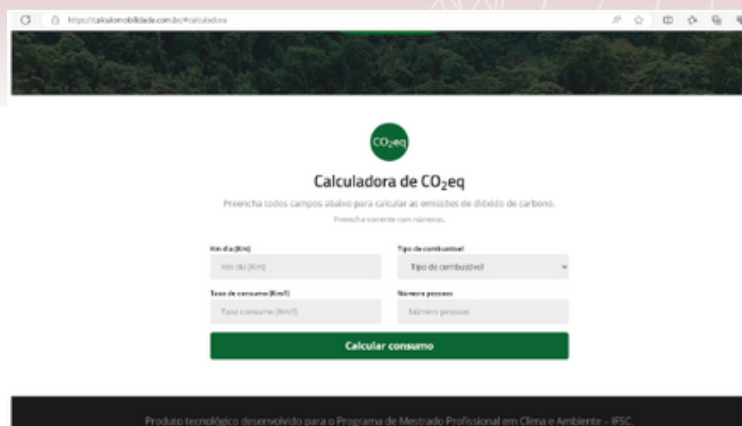 https://calculomobilidade.com.br/#calculadora
CO₂eq
Calculadora de CO₂eq
Preencha todos campos abaixo para calcular as emissões de dióxido de carbono.
Preencha somente com números.
Km dia [Km]
Tipo de combustível
Km dia [Km]
Tipo de combustível
Taxa de consumo [Km/l]
Número pessoas
Taxa consumo [Km/l]
Número pessoas
Calcular consumo
Produto tecnológico desenvolvido para o Programa de Mestrado Profissional em Clima e Ambiente - IFSC.